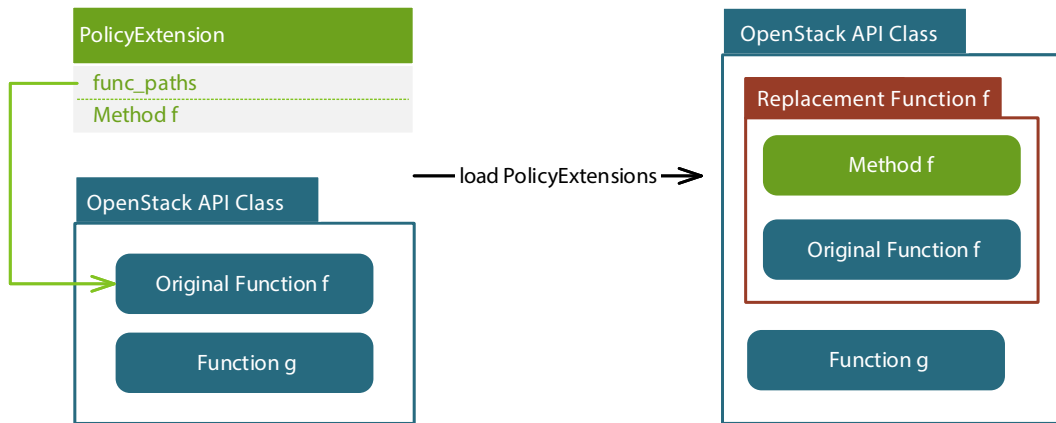 PolicyExtension
func_paths
Method f
OpenStack API Class
Original Function f
Function g
load PolicyExtensions
OpenStack API Class
Replacement Function f
Method f
Original Function f
Function g